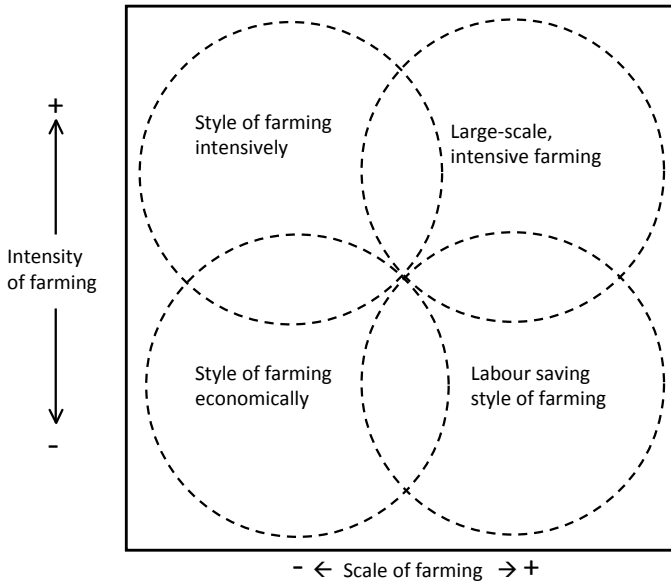 Style of farming
intensively
Large-scale,
intensive farming
+
Intensity
of farming
-
Style of farming
economically
Labour saving
style of farming
- ← Scale of farming → +